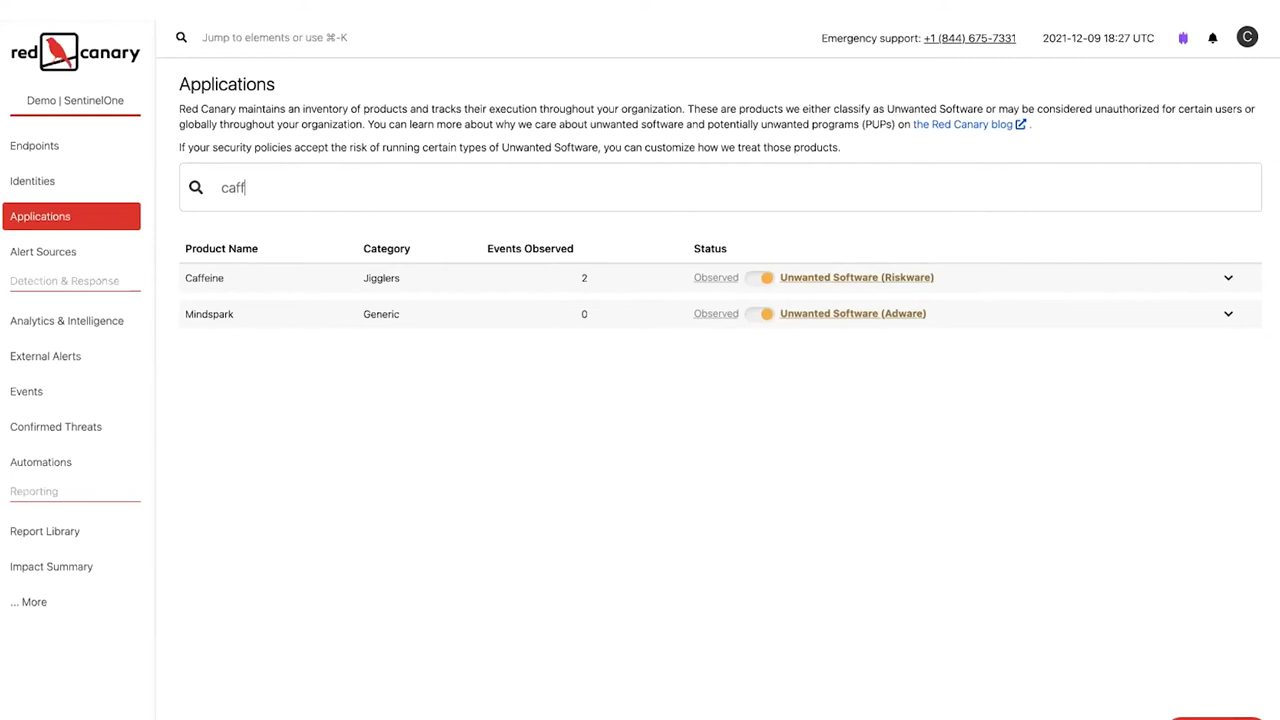 red canary
Jump to elements or use ⌘-K
Emergency support: +1 (844) 675-7331
2021-12-09 18:27 UTC
C
Demo | SentinelOne
Endpoints
Identities
Applications
Alert Sources
Detection & Response
Analytics & Intelligence
External Alerts
Events
Confirmed Threats
Automations
Reporting
Report Library
Impact Summary
... More
Applications
Red Canary maintains an inventory of products and tracks their execution throughout your organization. These are products we either classify as Unwanted Software or may be considered unauthorized for certain users or
globally throughout your organization. You can learn more about why we care about unwanted software and potentially unwanted programs (PUPs) on the Red Canary blog .
If your security policies accept the risk of running certain types of Unwanted Software, you can customize how we treat those products.
caff
Product Name Category Events Observed Status
Caffeine Jigglers 2 Observed Unwanted Software (Riskware)
Mindspark Generic 0 Observed Unwanted Software (Adware)